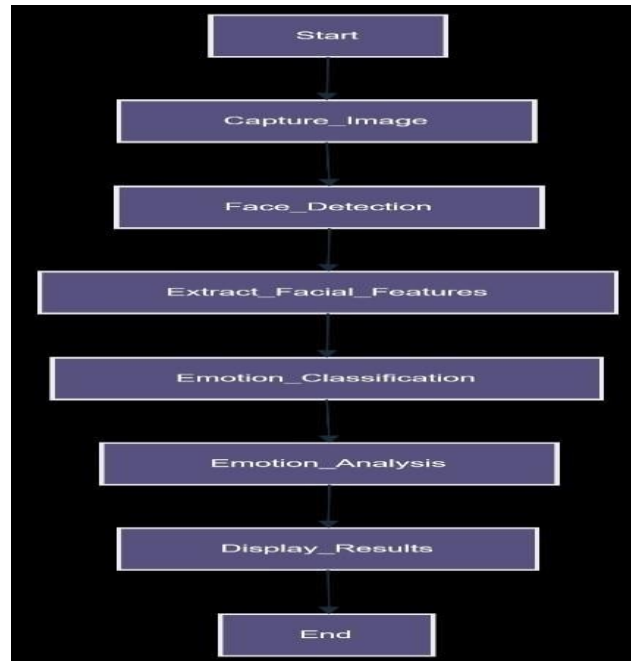 Start
Capture_Image
Face_Detection
Extract_Facial_Features
Emotion_Classification
Emotion_Analysis
Display_Results
End